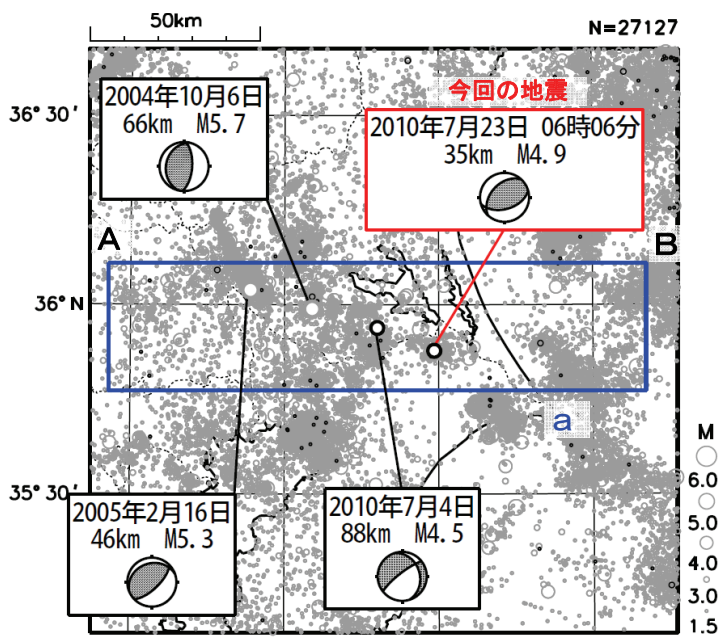 50km
N=27127
36° 30'
2004年10月6日
66km M5.7
今回の地震
2010年7月23日 06時06分
35km M4.9
A
B
36° N
a
35° 30'
2005年2月16日
46km M5.3
2010年7月4日
88km M4.5
M
6.0
5.0
4.0
3.0
1.5